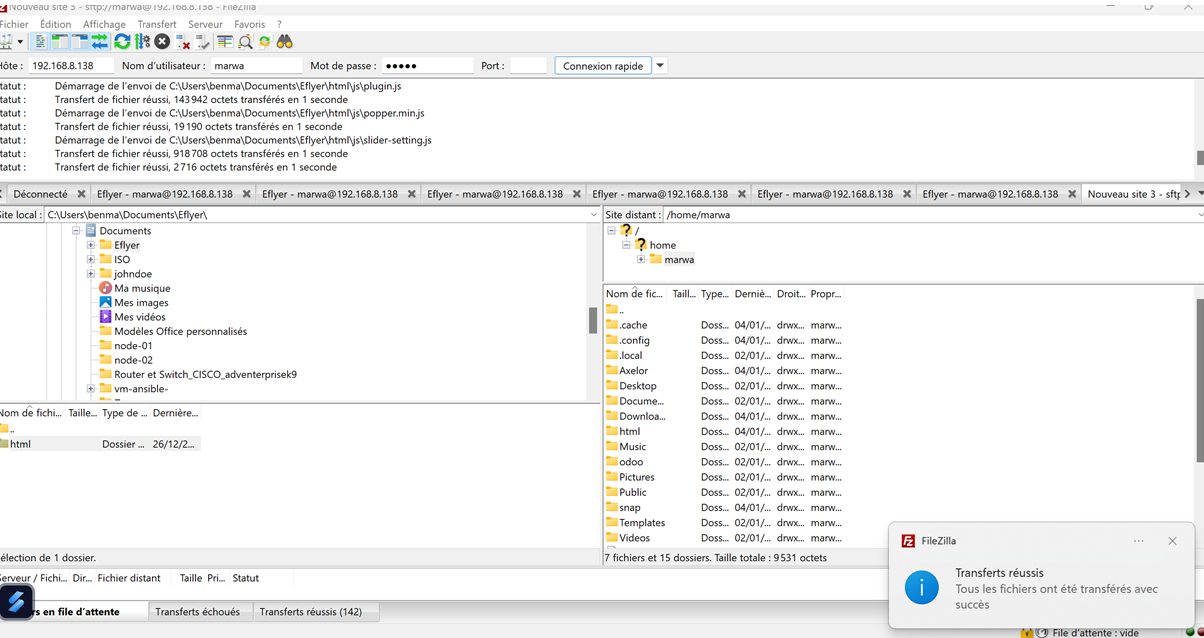 Nouveau site 3 - sftp://marwa@192.168.8.138 - FileZilla
Fichier Édition Affichage Transfert Serveur Favoris ?
Hôte : 192.168.8.138 Nom d'utilisateur : marwa Mot de passe : ●●●●● Port : Connexion rapide
tatut : Démarrage de l'envoi de C:\Users\benma\Documents\Eflyer\html\js\plugin.js
tatut : Transfert de fichier réussi, 143 942 octets transférés en 1 seconde
tatut : Démarrage de l'envoi de C:\Users\benma\Documents\Eflyer\html\js\popper.min.js
tatut : Transfert de fichier réussi, 19 190 octets transférés en 1 seconde
tatut : Démarrage de l'envoi de C:\Users\benma\Documents\Eflyer\html\js\slider-setting.js
tatut : Transfert de fichier réussi, 918 708 octets transférés en 1 seconde
tatut : Transfert de fichier réussi, 2 716 octets transférés en 1 seconde
Déconnecté Eflyer - marwa@192.168.8.138 Eflyer - marwa@192.168.8.138 Eflyer - marwa@192.168.8.138 Eflyer - marwa@192.168.8.138 Eflyer - marwa@192.168.8.138 Eflyer - marwa@192.168.8.138 Nouveau site 3 - sftp
Site local : C:\Users\benma\Documents\Eflyer\
Documents
Eflyer
ISO
johndoe
Ma musique
Mes images
Mes vidéos
Modèles Office personnalisés
node-01
node-02
Router et Switch_CISCO_adventerprisek9
vm-ansible-
Nom de fichi... Taille... Type de ... Dernière...
..
html Dossier ... 26/12/2...
élection de 1 dossier.
Site distant : /home/marwa
/
home
marwa
Nom de fic... Taill... Type... Derniè... Droit... Propr...
..
.cache Doss... 04/01/... drwx... marw...
.config Doss... 04/01/... drwx... marw...
.local Doss... 02/01/... drwx... marw...
Axelor Doss... 04/01/... drwx... marw...
Desktop Doss... 02/01/... drwx... marw...
Docume... Doss... 02/01/... drwx... marw...
Downloa... Doss... 04/01/... drwx... marw...
html Doss... 04/01/... drwx... marw...
Music Doss... 02/01/... drwx... marw...
odoo Doss... 02/01/... drwx... marw...
Pictures Doss... 02/01/... drwx... marw...
Public Doss... 02/01/... drwx... marw...
snap Doss... 04/01/... drwx... marw...
Templates Doss... 02/01/... drwx... marw...
Videos Doss... 02/01/... drwx... marw...
7 fichiers et 15 dossiers. Taille totale : 9 531 octets
Serveur / Fichi... Dir... Fichier distant Taille Pri... Statut
rs en file d'attente Transferts échoués Transferts réussis (142)
FileZilla
Transferts réussis
Tous les fichiers ont été transférés avec
succès
File d'attente : vide